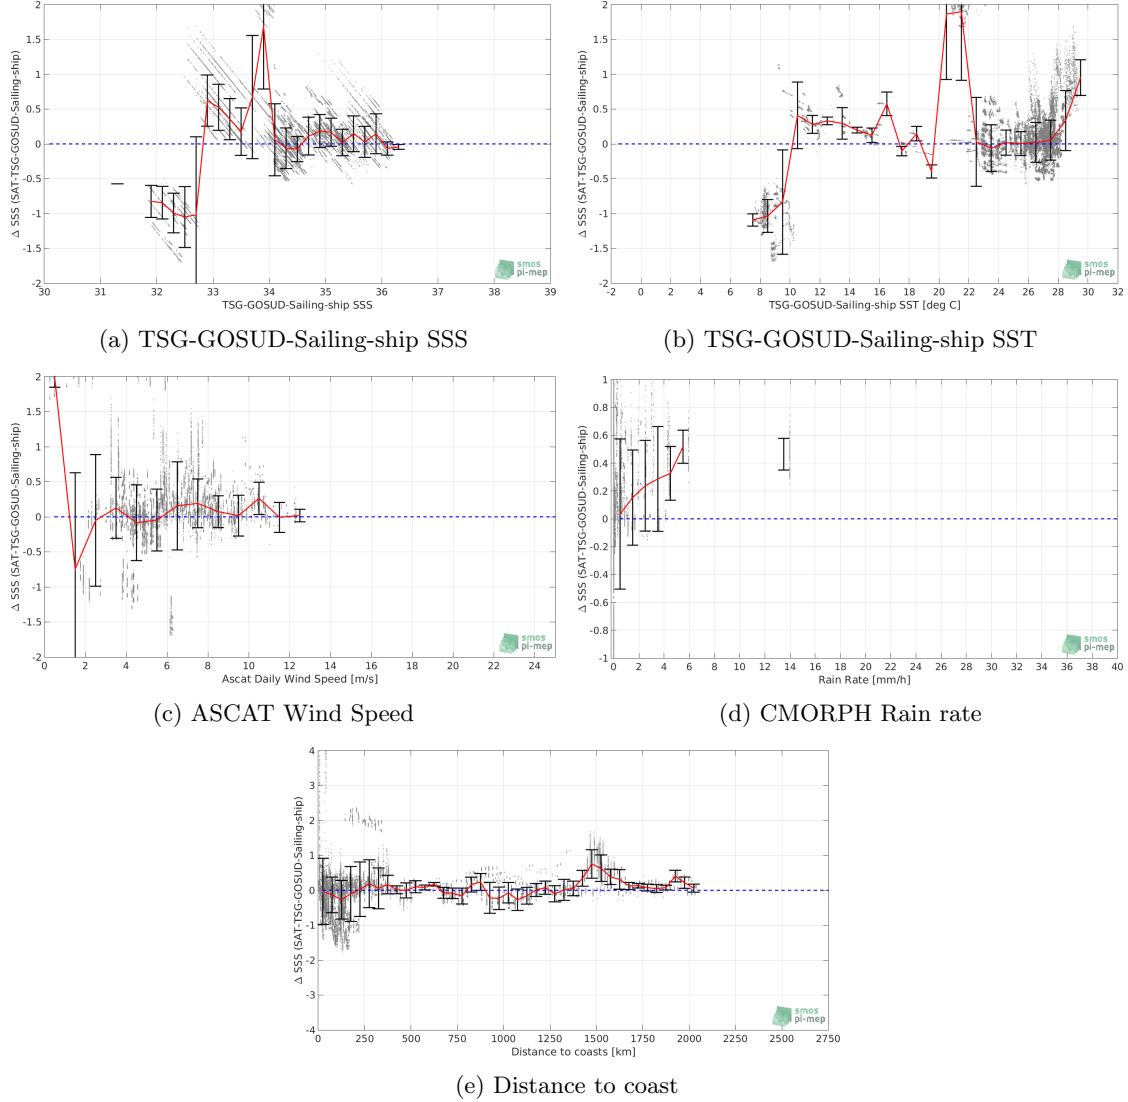 2
1.5
1
0.5
0
-0.5
-1
-1.5
-2
Δ SSS (SAT-TSG-GOSUD-Sailing-ship)
30 31 32 33 34 35 36 37 38 39
TSG-GOSUD-Sailing-ship SSS
smos
pi-mep
(a) TSG-GOSUD-Sailing-ship SSS
2
1.5
1
0.5
0
-0.5
-1
-1.5
-2
Δ SSS (SAT-TSG-GOSUD-Sailing-ship)
-2 0 2 4 6 8 10 12 14 16 18 20 22 24 26 28 30 32
TSG-GOSUD-Sailing-ship SST [deg C]
smos
pi-mep
(b) TSG-GOSUD-Sailing-ship SST
2
1.5
1
0.5
0
-0.5
-1
-1.5
-2
Δ SSS (SAT-TSG-GOSUD-Sailing-ship)
0 2 4 6 8 10 12 14 16 18 20 22 24
Ascat Daily Wind Speed [m/s]
smos
pi-mep
(c) ASCAT Wind Speed
1
0.8
0.6
0.4
0.2
0
-0.2
-0.4
-0.6
-0.8
-1
Δ SSS (SAT-TSG-GOSUD-Sailing-ship)
0 2 4 6 8 10 12 14 16 18 20 22 24 26 28 30 32 34 36 38 40
Rain Rate [mm/h]
smos
pi-mep
(d) CMORPH Rain rate
4
3
2
1
0
-1
-2
-3
-4
Δ SSS (SAT-TSG-GOSUD-Sailing-ship)
0 250 500 750 1000 1250 1500 1750 2000 2250 2500 2750
Distance to coasts [km]
smos
pi-mep
(e) Distance to coast